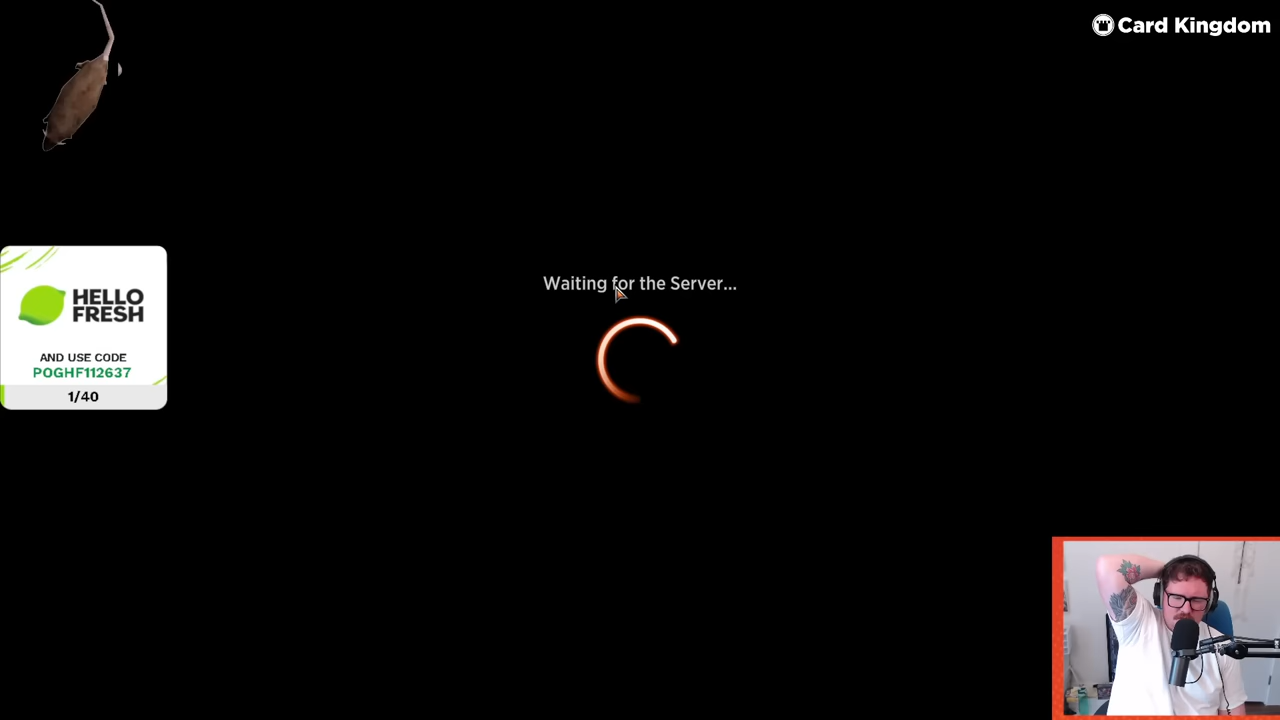 Card Kingdom
HELLO
FRESH
AND USE CODE
POGHF112637
1/40
Waiting for the Server...